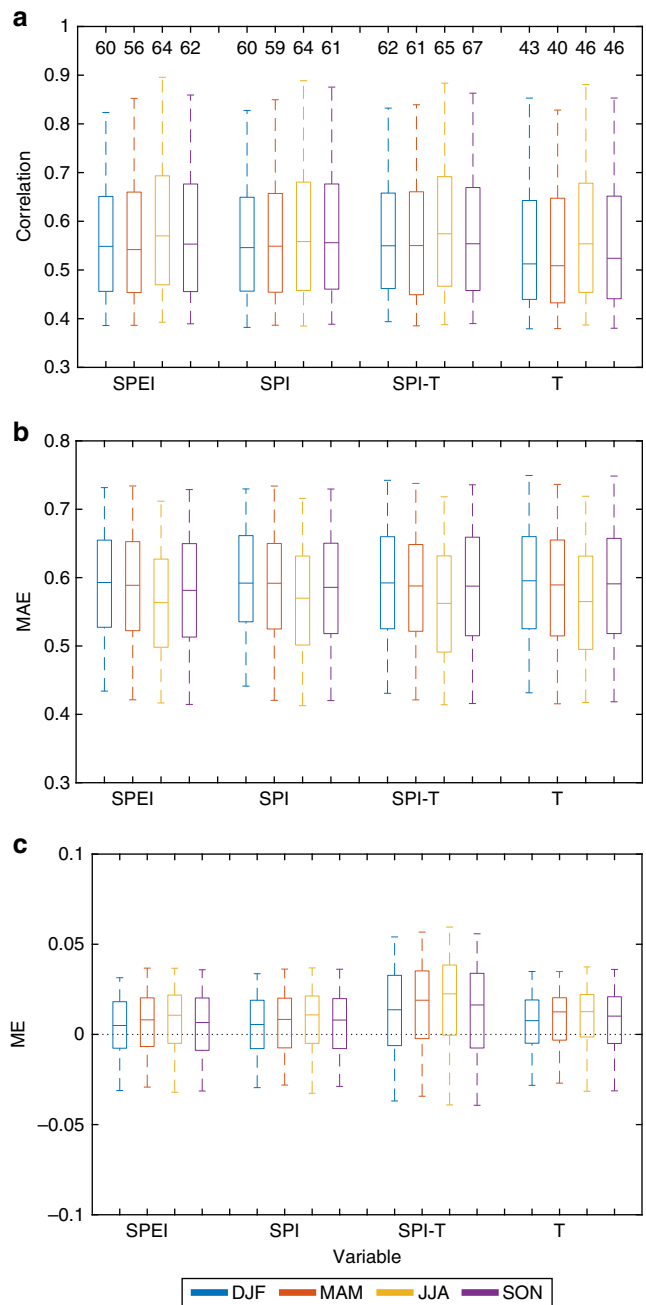 a
1
60 56 64 62 60 59 64 61 62 61 65 67 43 40 46 46
0.9
0.8
0.7
0.6
0.5
0.4
0.3
Correlation
SPEI SPI SPI-T T
b
0.8
0.7
0.6
0.5
0.4
0.3
MAE
SPEI SPI SPI-T T
c
0.1
0.05
0
−0.05
−0.1
ME
SPEI SPI SPI-T T
Variable
DJF MAM JJA SON